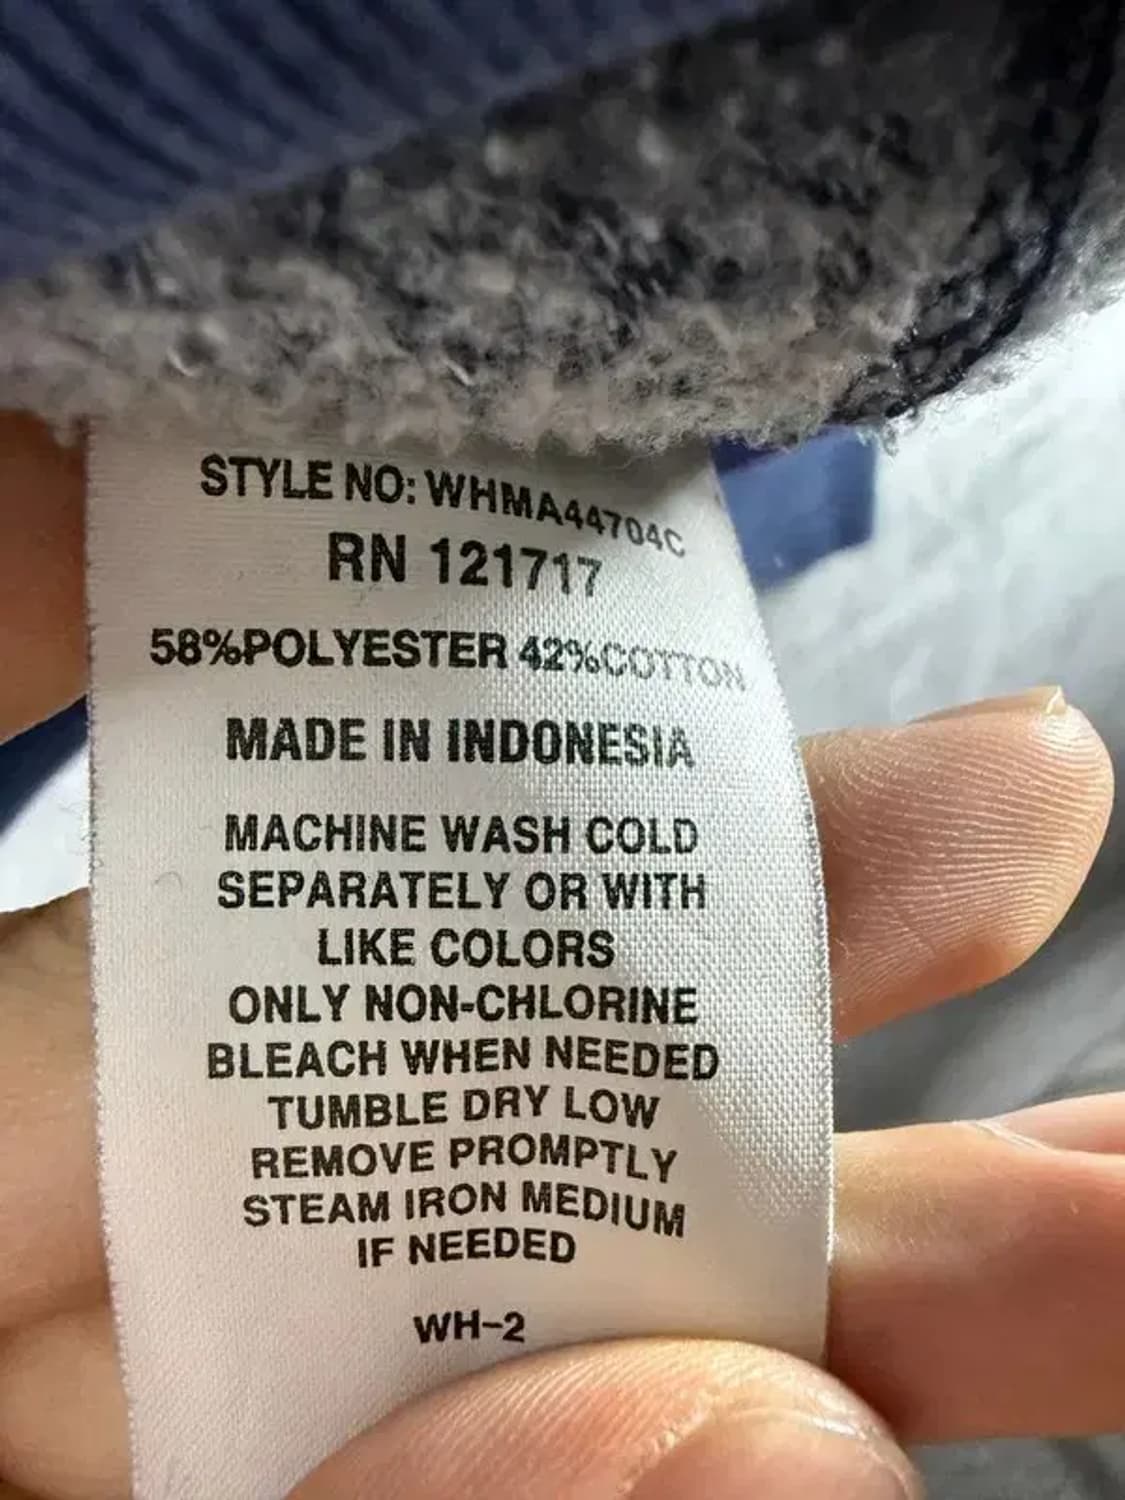 STYLE NO: WHMA44704C
RN 121717
58%POLYESTER 42%COTTON
MADE IN INDONESIA
MACHINE WASH COLD
SEPARATELY OR WITH
LIKE COLORS
ONLY NON-CHLORINE
BLEACH WHEN NEEDED
TUMBLE DRY LOW
REMOVE PROMPTLY
STEAM IRON MEDIUM
IF NEEDED
WH-2